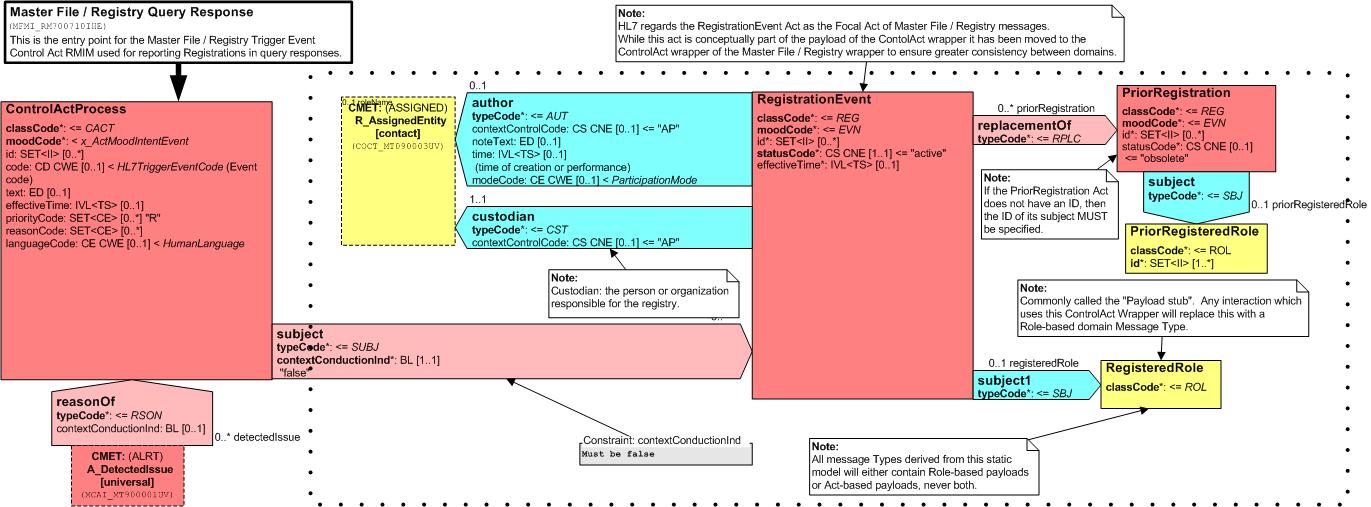 Master File / Registry Query Response
(MFMI_RM700710IHE)
This is the entry point for the Master File / Registry Trigger Event
Control Act RMIM used for reporting Registrations in query responses.
Note:
HL7 regards the RegistrationEvent Act as the Focal Act of Master File / Registry messages.
While this act is conceptually part of the payload of the ContolAct wrapper it has been moved to the
ControlAct wrapper of the Master File / Registry wrapper to ensure greater consistency between domains.
ControlActProcess
classCode*: <= CACT
moodCode*: < x_ActMoodIntentEvent
id: SET<II> [0..*]
code: CD CWE [0..1] < HL7TriggerEventCode (Event
code)
text: ED [0..1]
effectiveTime: IVL<TS> [0..1]
priorityCode: SET<CE> [0..*] "R"
reasonCode: SET<CE> [0..*]
languageCode: CE CWE [0..1] < HumanLanguage
0..1 roleName
CMET: (ASSIGNED)
R_AssignedEntity
[contact]
(COCT_MT090003UV)
0..1
author
typeCode*: <= AUT
contextControlCode: CS CNE [0..1] <= "AP"
noteText: ED [0..1]
time: IVL<TS> [0..1]
(time of creation or performance)
modeCode: CE CWE [0..1] < ParticipationMode
1..1
custodian
typeCode*: <= CST
contextControlCode: CS CNE [0..1] <= "AP"
Note:
Custodian: the person or organization
responsible for the registry.
RegistrationEvent
classCode*: <= REG
moodCode*: <= EVN
id*: SET<II> [0..*]
statusCode*: CS CNE [1..1] <= "active"
effectiveTime*: IVL<TS> [0..1]
0..* priorRegistration
replacementOf
typeCode*: <= RPLC
PriorRegistration
classCode*: <= REG
moodCode*: <= EVN
id*: SET<II> [0..*]
statusCode*: CS CNE [0..1]
<= "obsolete"
Note:
If the PriorRegistration Act
does not have an ID, then
the ID of its subject MUST
be specified.
subject
typeCode*: <= SBJ
0..1 priorRegisteredRole
PriorRegisteredRole
classCode*: <= ROL
id*: SET<II> [1..*]
Note:
Commonly called the "Payload stub". Any interaction which
uses this ControlAct Wrapper will replace this with a
Role-based domain Message Type.
subject
typeCode*: <= SUBJ
contextConductionInd*: BL [1..1]
"false"
0..1 registeredRole
subject1
typeCode*: <= SBJ
RegisteredRole
classCode*: <= ROL
reasonOf
typeCode*: <= RSON
contextConductionInd: BL [0..1]
0..* detectedIssue
CMET: (ALRT)
A_DetectedIssue
[universal]
(MCAI_MT900001UV)
Constraint: contextConductionInd
Must be false
Note:
All message Types derived from this static
model will either contain Role-based payloads
or Act-based payloads, never both.